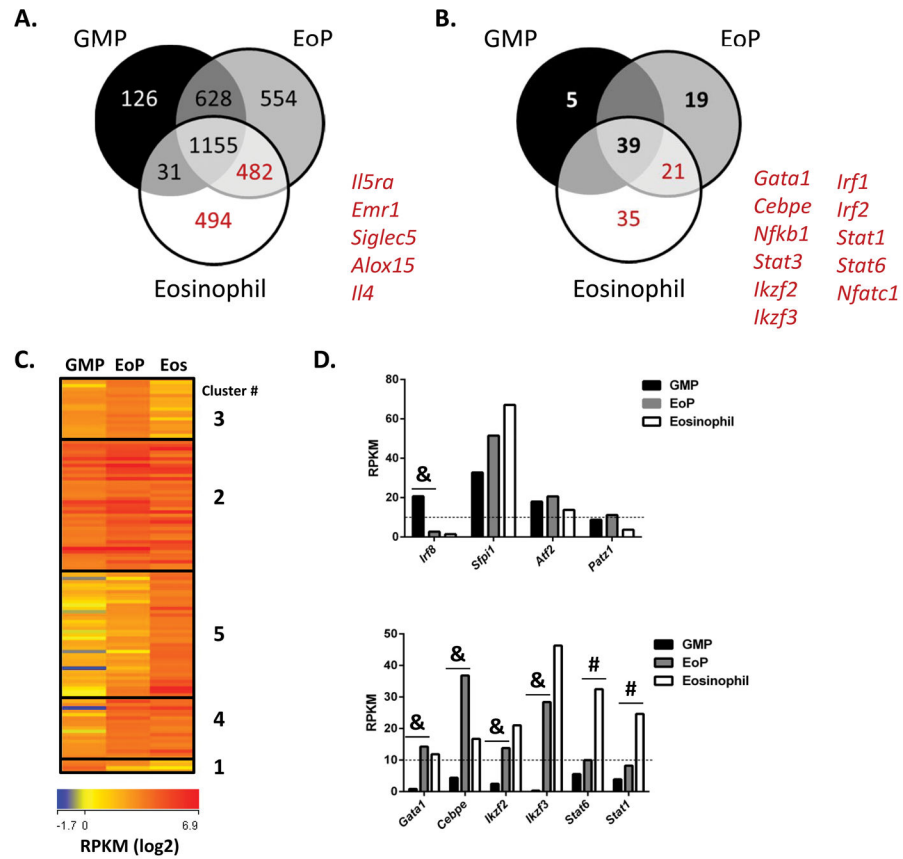 A.
GMP
EoP
126
628
554
1155
31
482
494
Eosinophil
Il5ra
Emr1
Siglec5
Alox15
Il4
B.
GMP
EoP
5
19
39
21
35
Eosinophil
Gata1
Cebpe
Nfkb1
Stat3
Ikzf2
Ikzf3
Irf1
Irf2
Stat1
Stat6
Nfatc1
C.
GMP EoP Eos
Cluster #
3
2
5
4
1
-1.7 0 6.9
RPKM (log2)
D.
80
60
40
20
0
RPKM
&
GMP
EoP
Eosinophil
Irf8 Sfpi1 Atf2 Patz1
50
40
30
20
10
0
RPKM
& & & & # #
GMP
EoP
Eosinophil
Gata1 Cebpe Ikzf2 Ikzf3 Stat6 Stat1